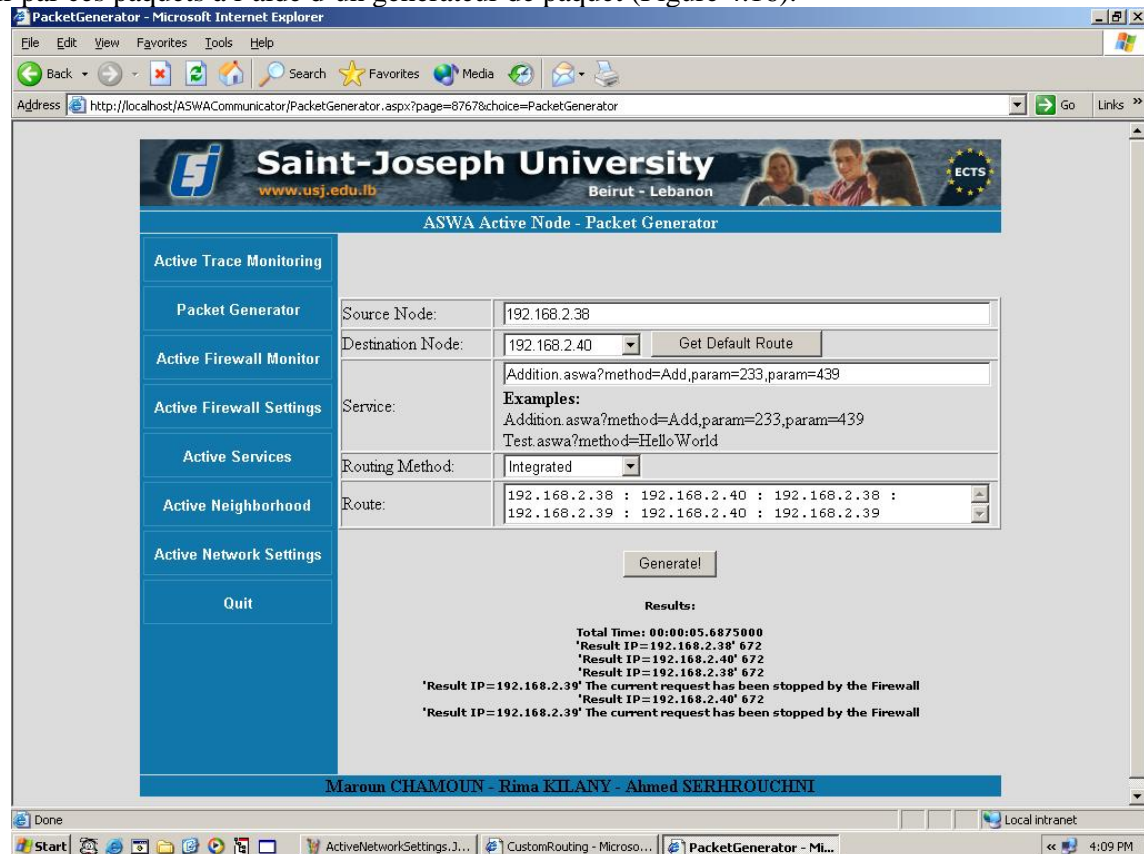 par ces paquets à l'aide d'un générateur de paquet (Figure 4.18).
PacketGenerator - Microsoft Internet Explorer
File Edit View Favorites Tools Help
Back Search Favorites Media
Address http://localhost/ASWACommunicator/PacketGenerator.aspx?page=8767&choice=PacketGenerator Go Links »
Saint-Joseph University
www.usj.edu.lb Beirut - Lebanon
ECTS
ASWA Active Node - Packet Generator
Active Trace Monitoring
Packet Generator
Active Firewall Monitor
Active Firewall Settings
Active Services
Active Neighborhood
Active Network Settings
Quit
Source Node: 192.168.2.38
Destination Node: 192.168.2.40 Get Default Route
Service: Addition.aswa?method=Add,param=233,param=439
Examples:
Addition.aswa?method=Add,param=233,param=439
Test.aswa?method=HelloWorld
Routing Method: Integrated
Route: 192.168.2.38 : 192.168.2.40 : 192.168.2.38 :
192.168.2.39 : 192.168.2.40 : 192.168.2.39
Generate!
Results:
Total Time: 00:00:05.6875000
'Result IP=192.168.2.38' 672
'Result IP=192.168.2.40' 672
'Result IP=192.168.2.38' 672
'Result IP=192.168.2.39' The current request has been stopped by the Firewall
'Result IP=192.168.2.40' 672
'Result IP=192.168.2.39' The current request has been stopped by the Firewall
Maroun CHAMOUN - Rima KILANY - Ahmed SERHROUCHNI
Done Local intranet
Start ActiveNetworkSettings.J... CustomRouting - Microso... PacketGenerator - Mi... « 4:09 PM